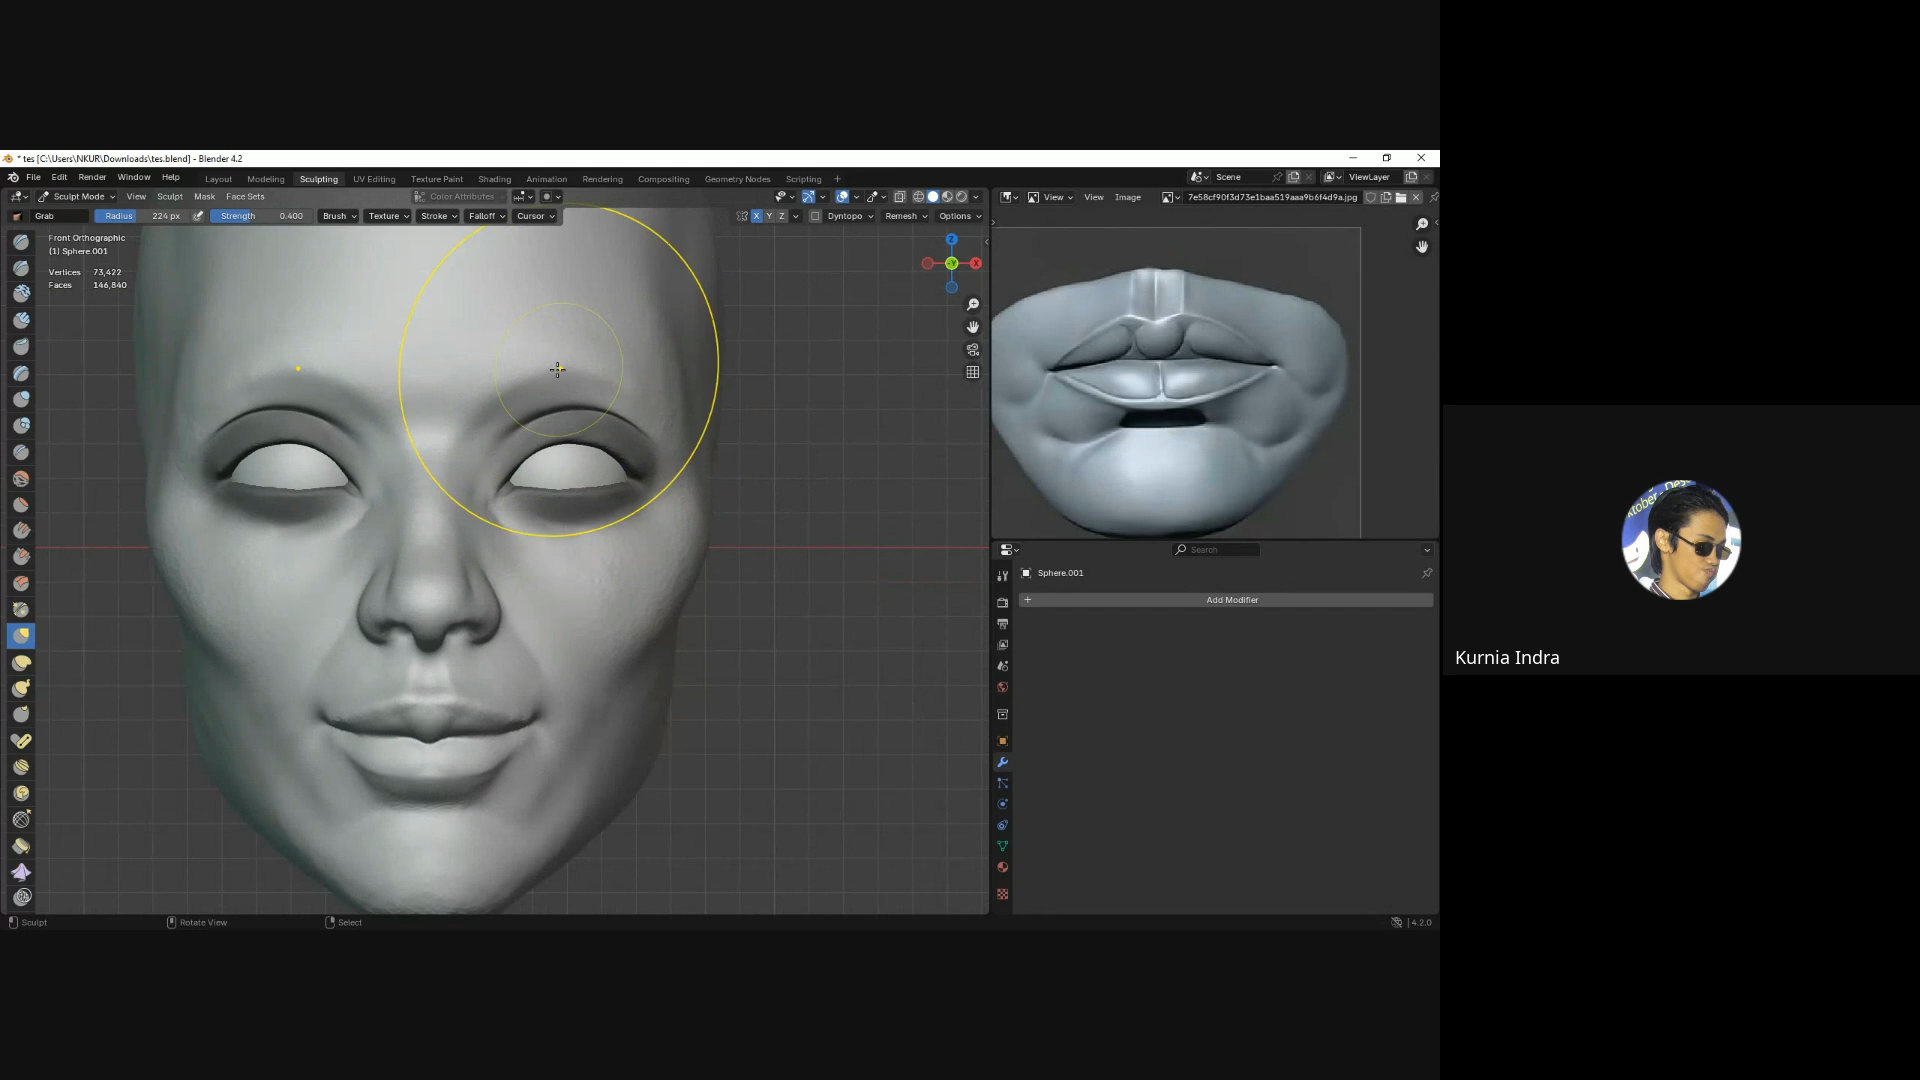 * tes [C:\Users\NKUR\Downloads\tes.blend] - Blender 4.2
File Edit Render Window Help Layout Modeling Sculpting UV Editing Texture Paint Shading Animation Rendering Compositing Geometry Nodes Scripting + Scene ViewLayer
Sculpt Mode View Sculpt Mask Face Sets Color Attributes View View Image 7e58cf90f3d73e1baa519aaa9b6f4d9a.jpg
Grab Radius 224 px Strength 0.400 Brush Texture Stroke Falloff Cursor X Y Z Dyntopo Remesh Options
Front Orthographic
(1) Sphere.001
Vertices 73,422
Faces 146,840
Z
-Y X
Search
Sphere.001
+ Add Modifier
Kurnia Indra
Sculpt Rotate View Select 4.2.0